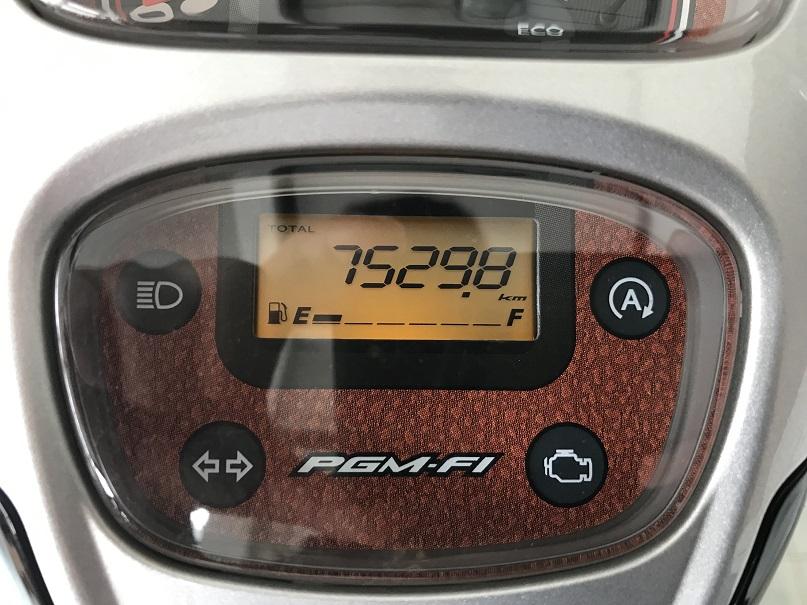 ECO
TOTAL
7529.8
km
E F
A
PGM-FI